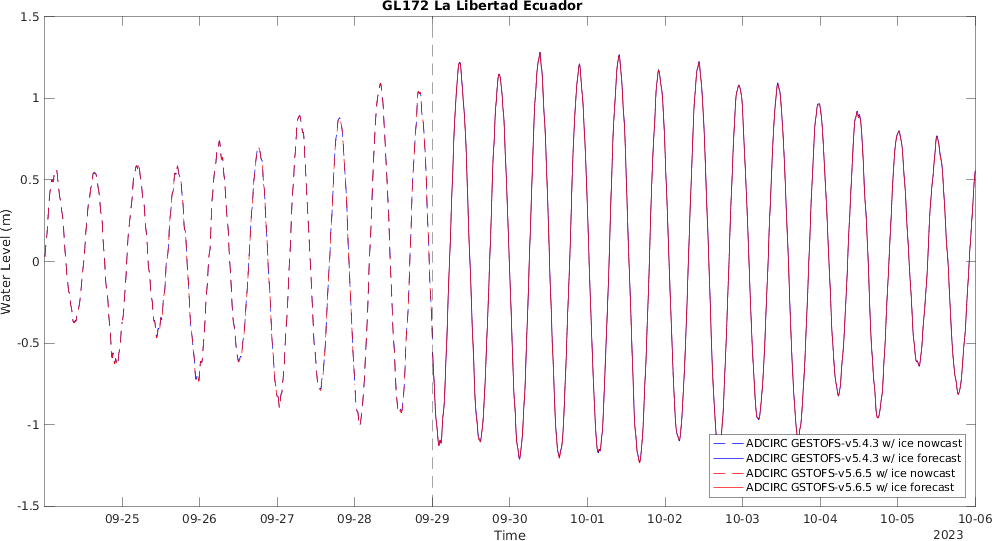 GL172 La Libertad Ecuador
1.5
1
0.5
0
-0.5
-1
-1.5
Water Level (m)
ADCIRC GESTOFS-v5.4.3 w/ ice nowcast
ADCIRC GESTOFS-v5.4.3 w/ ice forecast
ADCIRC GSTOFS-v5.6.5 w/ ice nowcast
ADCIRC GSTOFS-v5.6.5 w/ ice forecast
09-25 09-26 09-27 09-28 09-29 09-30 10-01 10-02 10-03 10-04 10-05 10-06
Time
2023